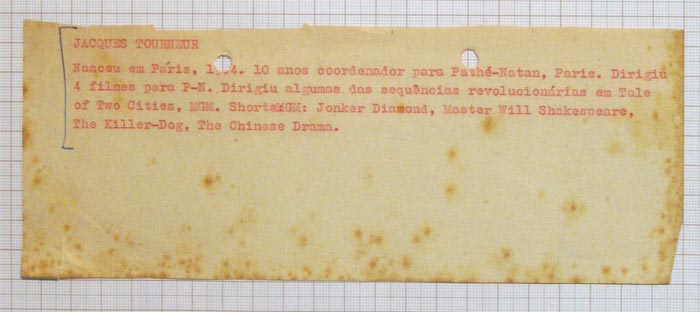 JACQUES TOURNEUR
Nasceu em París, 1904. 10 anos coordenador para Pathé-Natan, Paris. Dirigiu
4 filmes para P-N. Dirigiu algumas das sequências revolucionárias em Tale
of Two Cities, MGM. ShortsMGM: Jonker Diamond, Master Will Shakespeare,
The Killer-Dog, The Chinese Drama.